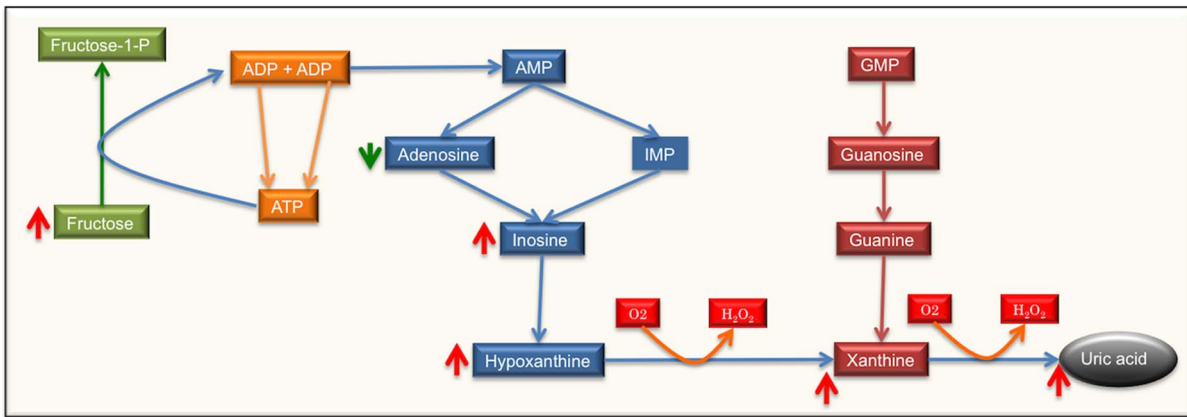 Fructose-1-P
ADP + ADP
AMP
GMP
Adenosine
IMP
Guanosine
Fructose
ATP
Inosine
Guanine
O2
H₂O₂
O2
H₂O₂
Hypoxanthine
Xanthine
Uric acid